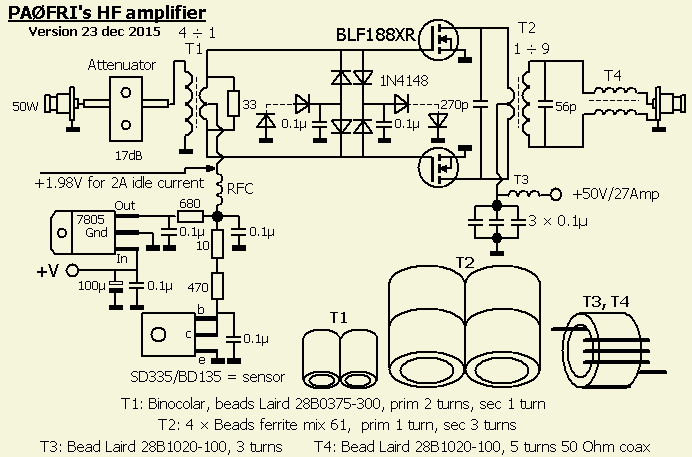 PAØFRI's HF amplifier
Version 23 dec 2015
4 ÷ 1
T1
BLF188XR
T2
1 ÷ 9
Attenuator
1N4148
T4
50W
33
0.1µ
0.1µ
270p
56p
17dB
+1.98V for 2A idle current
RFC
T3
+50V/27Amp
Out
680
7805
Gnd
0.1µ
10
0.1µ
3 × 0.1µ
In
+V
T2
100µ
0.1µ
470
T1
T3, T4
b
c
0.1µ
e
SD335/BD135 = sensor
T1: Binocolar, beads Laird 28B0375-300, prim 2 turns, sec 1 turn
T2: 4 × Beads ferrite mix 61, prim 1 turn, sec 3 turns
T3: Bead Laird 28B1020-100, 3 turns T4: Bead Laird 28B1020-100, 5 turns 50 Ohm coax